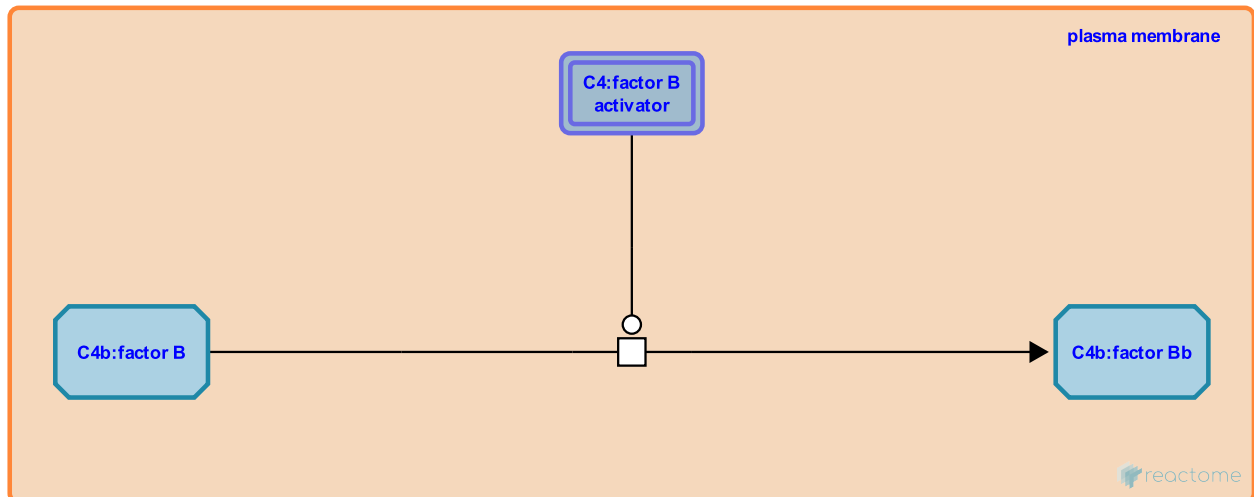 plasma membrane
C4:factor B
activator
C4b:factor B
C4b:factor Bb
reactome